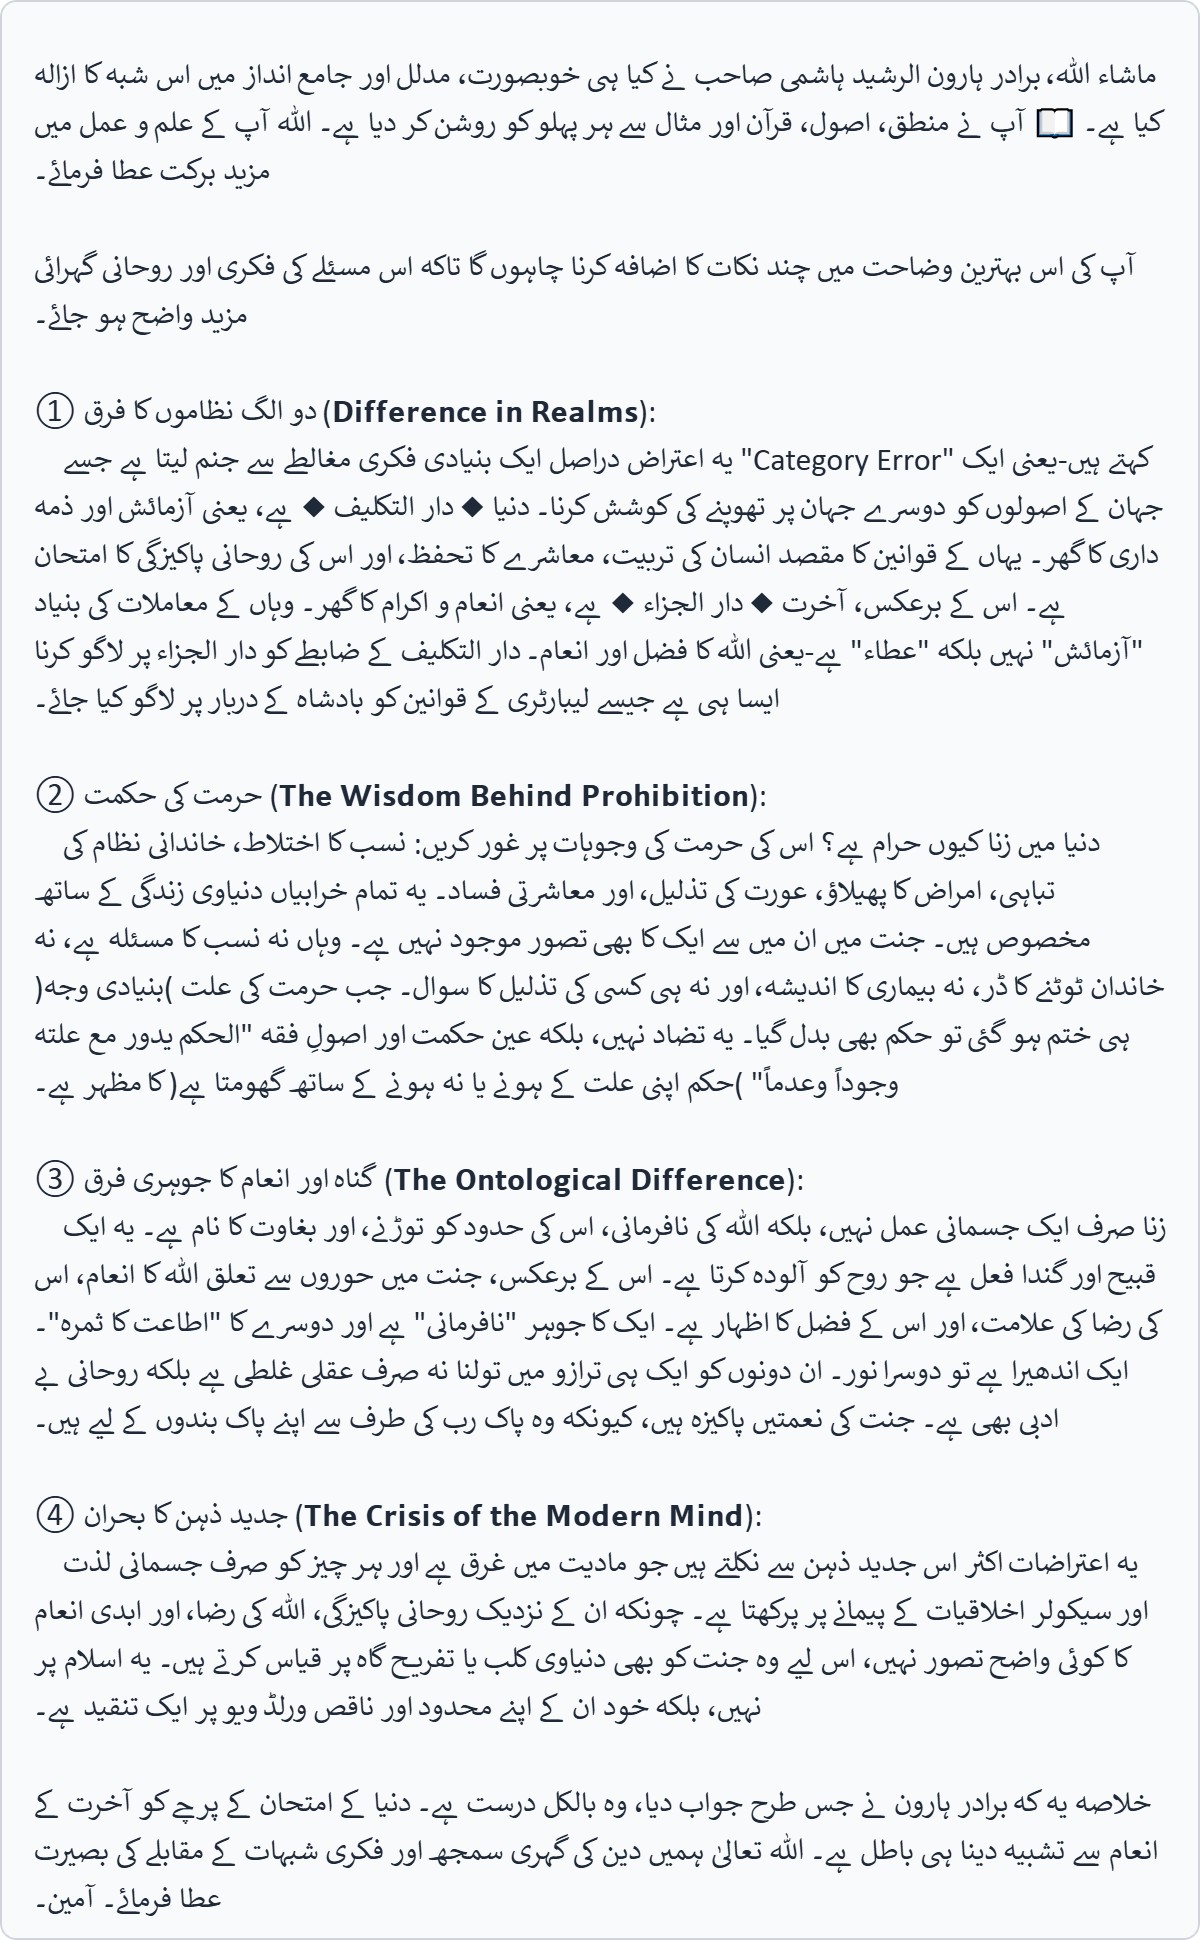 ماشاء اللہ، برادر ہارون الرشید ہاشمی صاحب نے کیا ہی خوبصورت، مدلل اور جامع انداز میں اس شبہ کا ازالہ
کیا ہے۔ 📖 آپ نے منطق، اصول، قرآن اور مثال سے ہر پہلو کو روشن کر دیا ہے۔ اللہ آپ کے علم و عمل میں
مزید برکت عطا فرمائے۔
آپ کی اس بہترین وضاحت میں چند نکات کا اضافہ کرنا چاہوں گا تاکہ اس مسئلے کی فکری اور روحانی گہرائی
مزید واضح ہو جائے۔
① دو الگ نظاموں کا فرق (Difference in Realms):
یہ اعتراض دراصل ایک بنیادی فکری مغالطے سے جنم لیتا ہے جسے "Category Error" کہتے ہیں-یعنی ایک
جہان کے اصولوں کو دوسرے جہان پر تھوپنے کی کوشش کرنا۔ دنیا ◆ دار التکلیف ◆ ہے، یعنی آزمائش اور ذمہ
داری کا گھر۔ یہاں کے قوانین کا مقصد انسان کی تربیت، معاشرے کا تحفظ، اور اس کی روحانی پاکیزگی کا امتحان
ہے۔ اس کے برعکس، آخرت ◆ دار الجزاء ◆ ہے، یعنی انعام و اکرام کا گھر۔ وہاں کے معاملات کی بنیاد
"آزمائش" نہیں بلکہ "عطاء" ہے-یعنی اللہ کا فضل اور انعام۔ دار التکلیف کے ضابطے کو دار الجزاء پر لاگو کرنا
ایسا ہی ہے جیسے لیبارٹری کے قوانین کو بادشاہ کے دربار پر لاگو کیا جائے۔
② حرمت کی حکمت (The Wisdom Behind Prohibition):
دنیا میں زنا کیوں حرام ہے؟ اس کی حرمت کی وجوہات پر غور کریں: نسب کا اختلاط، خاندانی نظام کی
تباہی، امراض کا پھیلاؤ، عورت کی تذلیل، اور معاشرتی فساد۔ یہ تمام خرابیاں دنیاوی زندگی کے ساتھ
مخصوص ہیں۔ جنت میں ان میں سے ایک کا بھی تصور موجود نہیں ہے۔ وہاں نہ نسب کا مسئلہ ہے، نہ
خاندان ٹوٹنے کا ڈر، نہ بیماری کا اندیشہ، اور نہ ہی کسی کی تذلیل کا سوال۔ جب حرمت کی علت (بنیادی وجہ)
ہی ختم ہو گئی تو حکم بھی بدل گیا۔ یہ تضاد نہیں، بلکہ عین حکمت اور اصولِ فقہ "الحکم یدور مع علته
وجوداً وعدماً" (حکم اپنی علت کے ہونے یا نہ ہونے کے ساتھ گھومتا ہے) کا مظہر ہے۔
③ گناہ اور انعام کا جوہری فرق (The Ontological Difference):
زنا صرف ایک جسمانی عمل نہیں، بلکہ اللہ کی نافرمانی، اس کی حدود کو توڑنے، اور بغاوت کا نام ہے۔ یہ ایک
قبیح اور گندا فعل ہے جو روح کو آلودہ کرتا ہے۔ اس کے برعکس، جنت میں حوروں سے تعلق اللہ کا انعام، اس
کی رضا کی علامت، اور اس کے فضل کا اظہار ہے۔ ایک کا جوہر "نافرمانی" ہے اور دوسرے کا "اطاعت کا ثمرہ"۔
ایک اندھیرا ہے تو دوسرا نور۔ ان دونوں کو ایک ہی ترازو میں تولنا نہ صرف عقلی غلطی ہے بلکہ روحانی بے
ادبی بھی ہے۔ جنت کی نعمتیں پاکیزہ ہیں، کیونکہ وہ پاک رب کی طرف سے اپنے پاک بندوں کے لیے ہیں۔
④ جدید ذہن کا بحران (The Crisis of the Modern Mind):
یہ اعتراضات اکثر اس جدید ذہن سے نکلتے ہیں جو مادیت میں غرق ہے اور ہر چیز کو صرف جسمانی لذت
اور سیکولر اخلاقیات کے پیمانے پر پرکھتا ہے۔ چونکہ ان کے نزدیک روحانی پاکیزگی، اللہ کی رضا، اور ابدی انعام
کا کوئی واضح تصور نہیں، اس لیے وہ جنت کو بھی دنیاوی کلب یا تفریح گاہ پر قیاس کرتے ہیں۔ یہ اسلام پر
نہیں، بلکہ خود ان کے اپنے محدود اور ناقص ورلڈ ویو پر ایک تنقید ہے۔
خلاصہ یہ کہ برادر ہارون نے جس طرح جواب دیا، وہ بالکل درست ہے۔ دنیا کے امتحان کے پرچے کو آخرت کے
انعام سے تشبیہ دینا ہی باطل ہے۔ اللہ تعالیٰ ہمیں دین کی گہری سمجھ اور فکری شبہات کے مقابلے کی بصیرت
عطا فرمائے۔ آمین۔